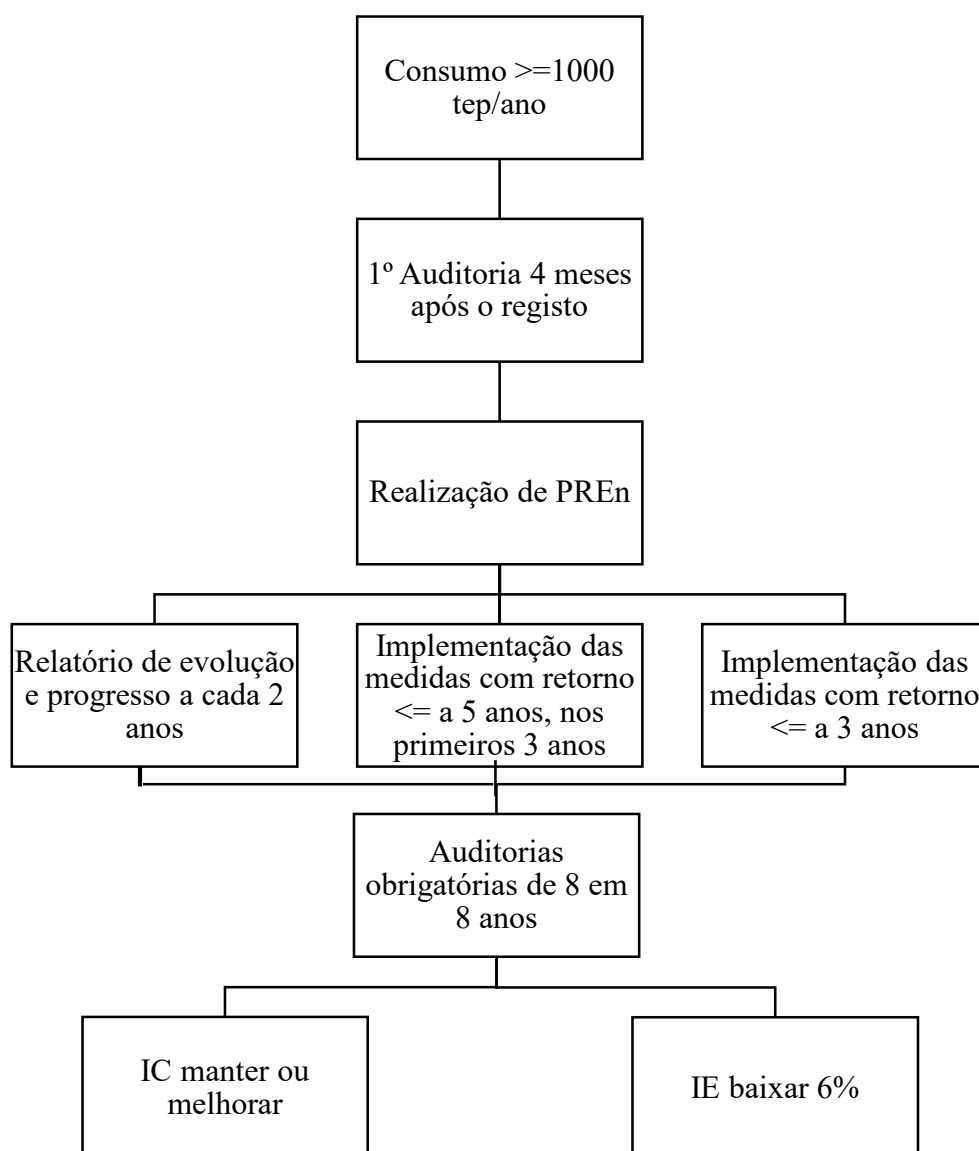 Consumo >=1000
tep/ano
1º Auditoria 4 meses
após o registo
Realização de PREn
Relatório de evolução
e progresso a cada 2
anos
Implementação das
medidas com retorno
<= a 5 anos, nos
primeiros 3 anos
Implementação das
medidas com retorno
<= a 3 anos
Auditorias
obrigatórias de 8 em
8 anos
IC manter ou
melhorar
IE baixar 6%